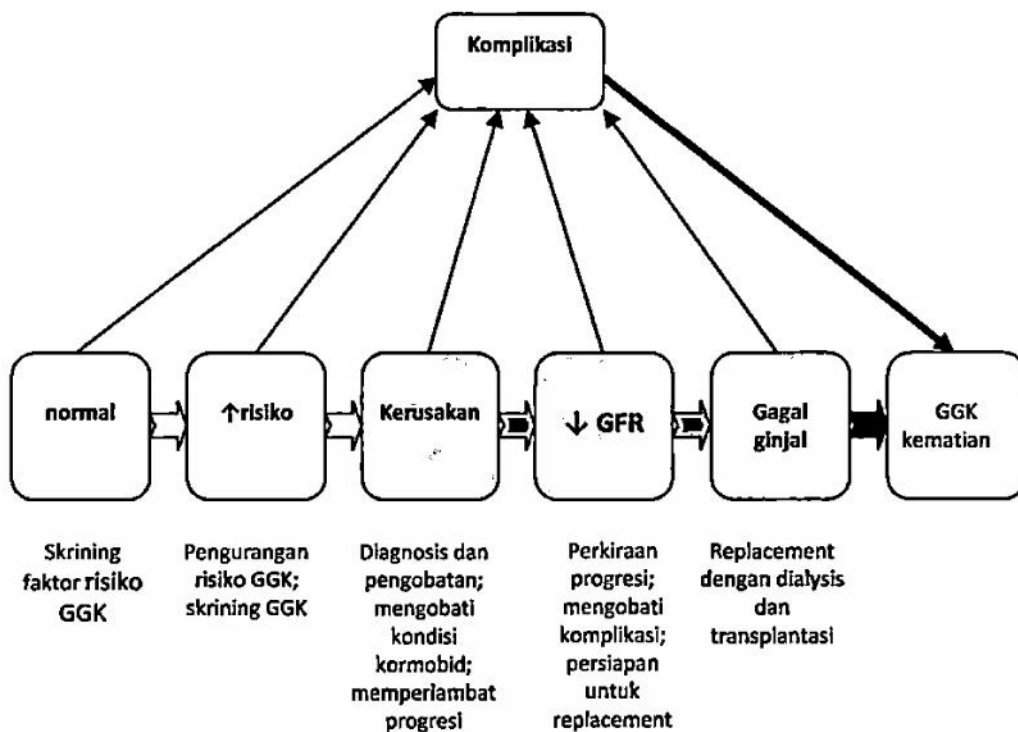 Komplikasi
normal
↑risiko
Kerusakan
↓ GFR
Gagal
ginjal
GGK
kematian
Skrining
faktor risiko
GGK
Pengurangan
risiko GGK;
skrining GGK
Diagnosis dan
pengobatan;
mengobati
kondisi
kormobid;
memperlambat
progresi
Perkiraan
progresi;
mengobati
komplikasi;
persiapan
untuk
replacement
Replacement
dengan dialysis
dan
transplantasi